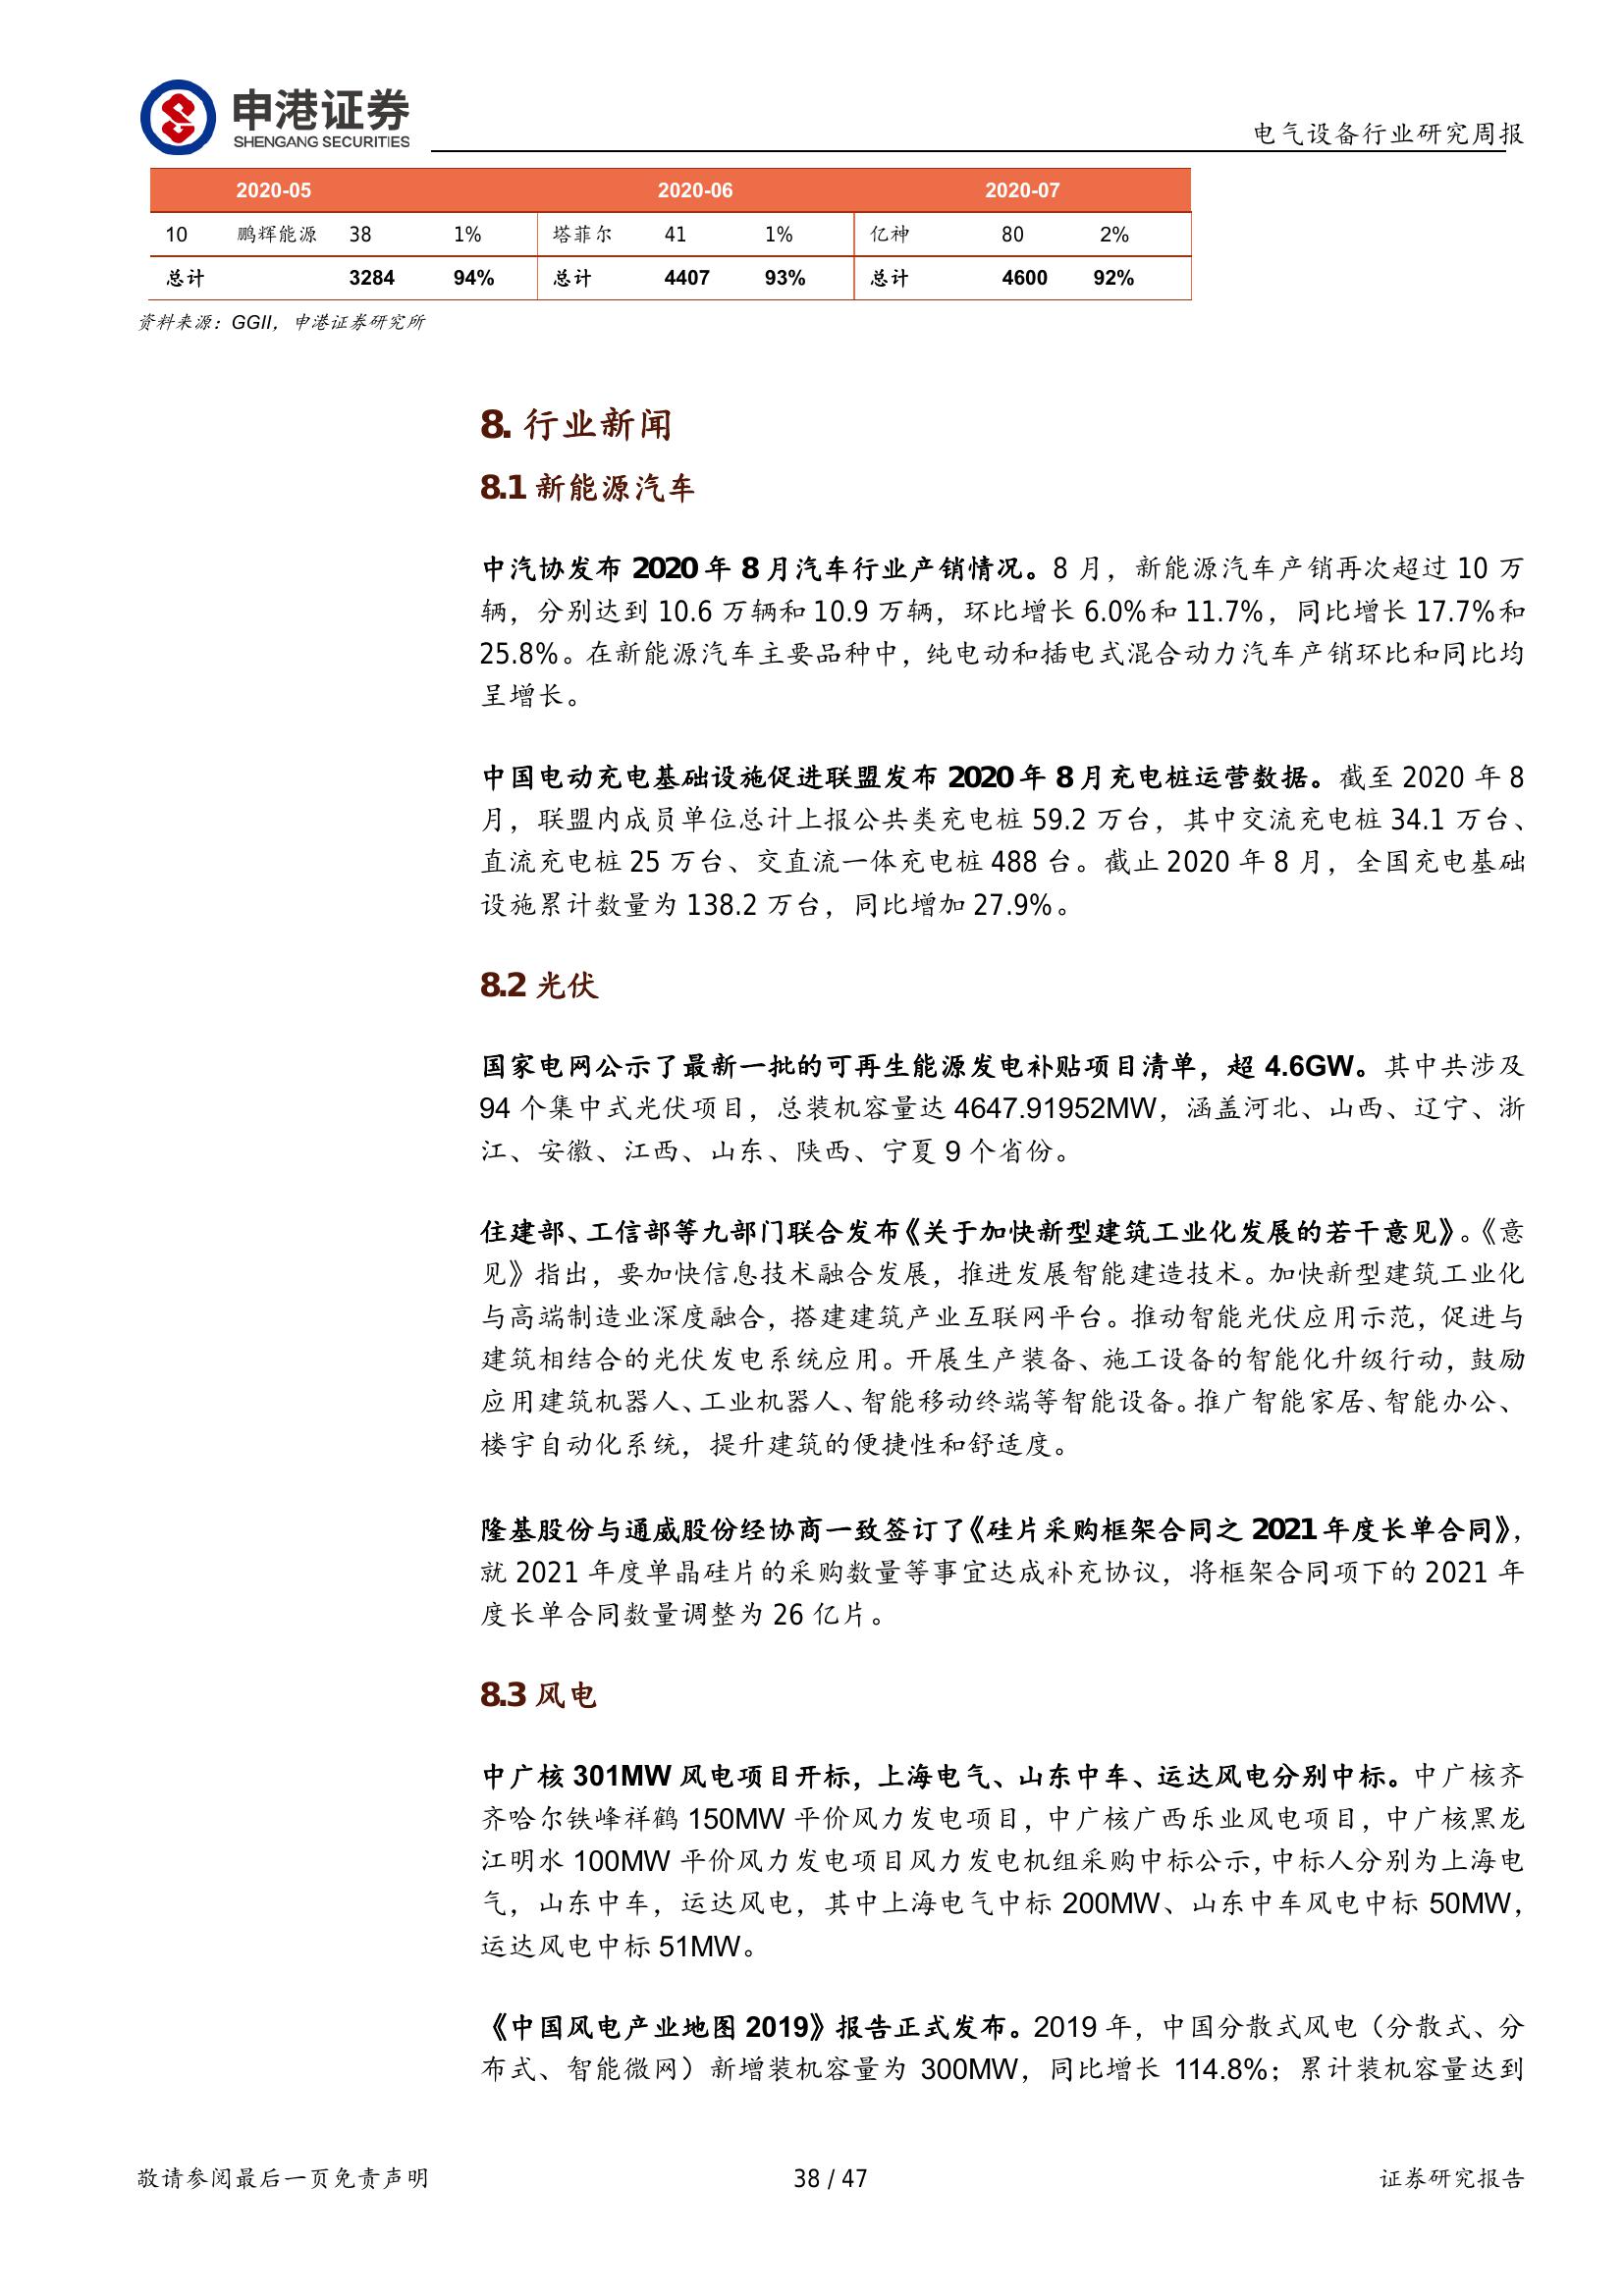 申港证券
SHENGANG SECURITIES
电气设备行业研究周报
2020-05 2020-06 2020-07
10 鹏辉能源 38 1% 塔菲尔 41 1% 亿神 80 2%
总计 3284 94% 总计 4407 93% 总计 4600 92%
资料来源：GGII，申港证券研究所
8. 行业新闻
8.1 新能源汽车
中汽协发布 2020 年 8 月汽车行业产销情况。8 月，新能源汽车产销再次超过 10 万
辆，分别达到 10.6 万辆和 10.9 万辆，环比增长 6.0%和 11.7%，同比增长 17.7%和
25.8%。在新能源汽车主要品种中，纯电动和插电式混合动力汽车产销环比和同比均
呈增长。
中国电动充电基础设施促进联盟发布 2020 年 8 月充电桩运营数据。截至 2020 年 8
月，联盟内成员单位总计上报公共类充电桩 59.2 万台，其中交流充电桩 34.1 万台、
直流充电桩 25 万台、交直流一体充电桩 488 台。截止 2020 年 8 月，全国充电基础
设施累计数量为 138.2 万台，同比增加 27.9%。
8.2 光伏
国家电网公示了最新一批的可再生能源发电补贴项目清单，超 4.6GW。其中共涉及
94 个集中式光伏项目，总装机容量达 4647.91952MW，涵盖河北、山西、辽宁、浙
江、安徽、江西、山东、陕西、宁夏 9 个省份。
住建部、工信部等九部门联合发布《关于加快新型建筑工业化发展的若干意见》。《意
见》指出，要加快信息技术融合发展，推进发展智能建造技术。加快新型建筑工业化
与高端制造业深度融合，搭建建筑产业互联网平台。推动智能光伏应用示范，促进与
建筑相结合的光伏发电系统应用。开展生产装备、施工设备的智能化升级行动，鼓励
应用建筑机器人、工业机器人、智能移动终端等智能设备。推广智能家居、智能办公、
楼宇自动化系统，提升建筑的便捷性和舒适度。
隆基股份与通威股份经协商一致签订了《硅片采购框架合同之 2021 年度长单合同》，
就 2021 年度单晶硅片的采购数量等事宜达成补充协议，将框架合同项下的 2021 年
度长单合同数量调整为 26 亿片。
8.3 风电
中广核 301MW 风电项目开标，上海电气、山东中车、运达风电分别中标。中广核齐
齐哈尔铁峰祥鹤 150MW 平价风力发电项目，中广核广西乐业风电项目，中广核黑龙
江明水 100MW 平价风力发电项目风力发电机组采购中标公示，中标人分别为上海电
气，山东中车，运达风电，其中上海电气中标 200MW、山东中车风电中标 50MW，
运达风电中标 51MW。
《中国风电产业地图 2019》报告正式发布。2019 年，中国分散式风电（分散式、分
布式、智能微网）新增装机容量为 300MW，同比增长 114.8%；累计装机容量达到
敬请参阅最后一页免责声明 38 / 47 证券研究报告